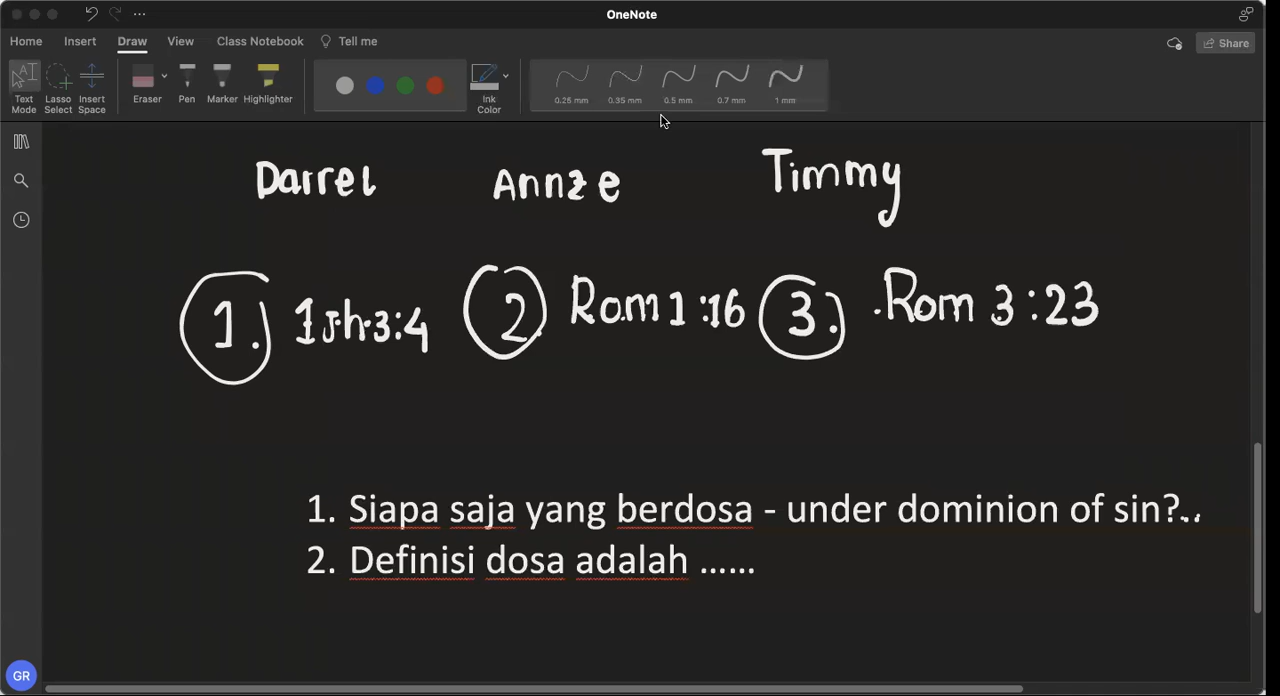 OneNote
Home Insert Draw View Class Notebook Tell me Share
Text Mode
Lasso Select
Insert Space
Eraser
Pen
Marker
Highlighter
Ink Color
0.25 mm 0.35 mm 0.5 mm 0.7 mm 1 mm
Darrel Annze Timmy
1. 1 Joh 3:4 2 Rom 1:16 3. Rom 3:23
1. Siapa saja yang berdosa - under dominion of sin?...
2. Definisi dosa adalah ......
GR